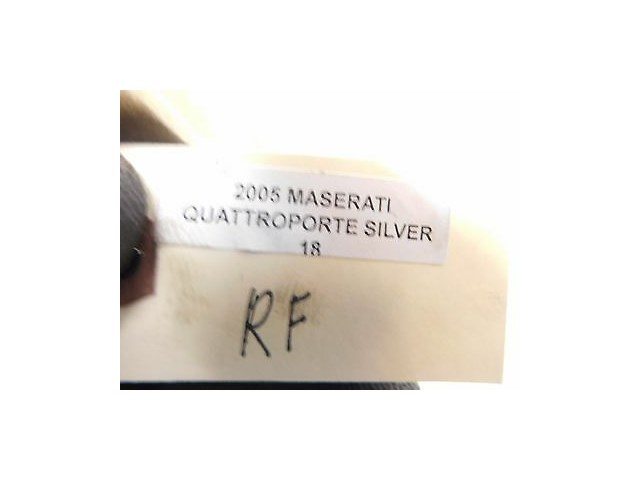 2005 MASERATI
QUATTROPORTE SILVER
18
RF